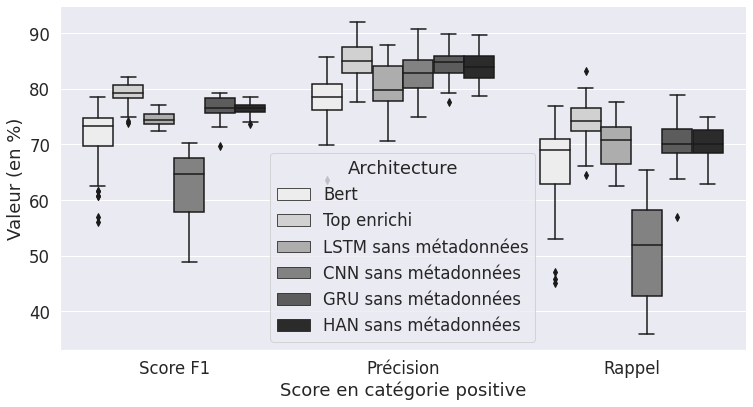 90
80
70
60
50
40
Valeur (en %)
Architecture
Bert
Top enrichi
LSTM sans métadonnées
CNN sans métadonnées
GRU sans métadonnées
HAN sans métadonnées
Score F1
Précision
Rappel
Score en catégorie positive